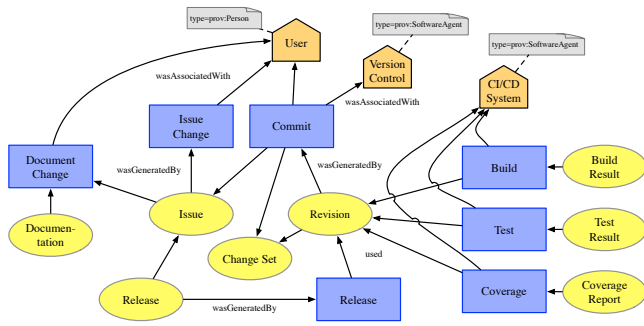 type=prov:Person
type=prov:SoftwareAgent
type=prov:SoftwareAgent
User
wasAssociatedWith
Version
Control
CI/CD
System
wasAssociatedWith
Issue
Change
Commit
Document
Change
wasGeneratedBy
wasGeneratedBy
Build
Build
Result
Documen-
tation
Issue
Revision
Test
Test
Result
Change Set
used
Release
wasGeneratedBy
Release
Coverage
Coverage
Report